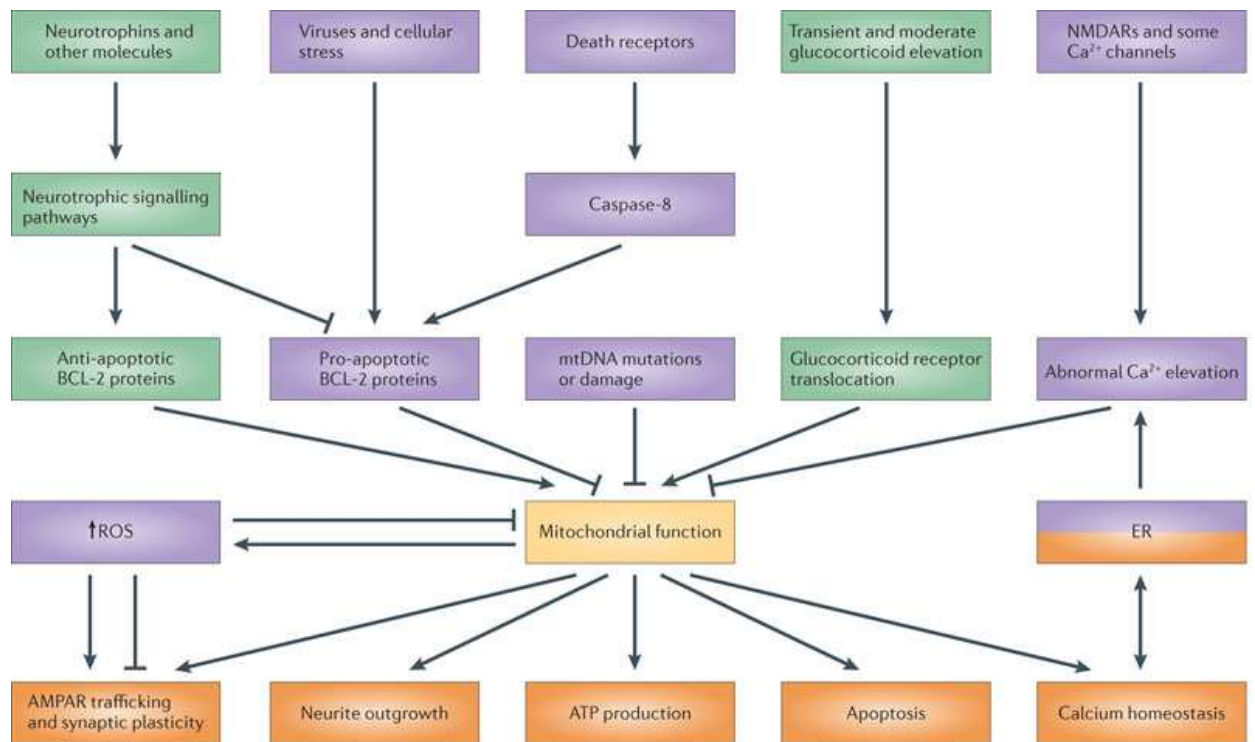 Neurotrophins and
other molecules
Viruses and cellular
stress
Death receptors
Transient and moderate
glucocorticoid elevation
NMDARs and some
Ca²⁺ channels
Neurotrophic signalling
pathways
Caspase-8
Anti-apoptotic
BCL-2 proteins
Pro-apoptotic
BCL-2 proteins
mtDNA mutations
or damage
Glucocorticoid receptor
translocation
Abnormal Ca²⁺ elevation
↑ROS
Mitochondrial function
ER
AMPAR trafficking
and synaptic plasticity
Neurite outgrowth
ATP production
Apoptosis
Calcium homeostasis